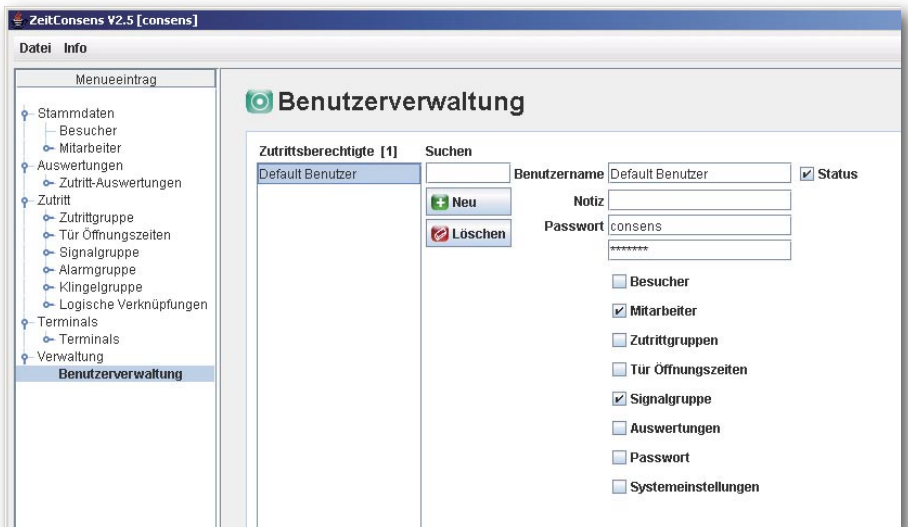 ZeitConsens V2.5 [consens]
Datei Info
Menueeintrag
Stammdaten
Besucher
Mitarbeiter
Auswertungen
Zutritt-Auswertungen
Zutritt
Zutrittgruppe
Tür Öffnungszeiten
Signalgruppe
Alarmgruppe
Klingelgruppe
Logische Verknüpfungen
Terminals
Terminals
Verwaltung
Benutzerverwaltung
Benutzerverwaltung
Zutrittsberechtigte [1] Suchen
Default Benutzer
Neu
Löschen
Benutzername Default Benutzer Status
Notiz
Passwort consens
*******
Besucher
Mitarbeiter
Zutrittgruppen
Tür Öffnungszeiten
Signalgruppe
Auswertungen
Passwort
Systemeinstellungen